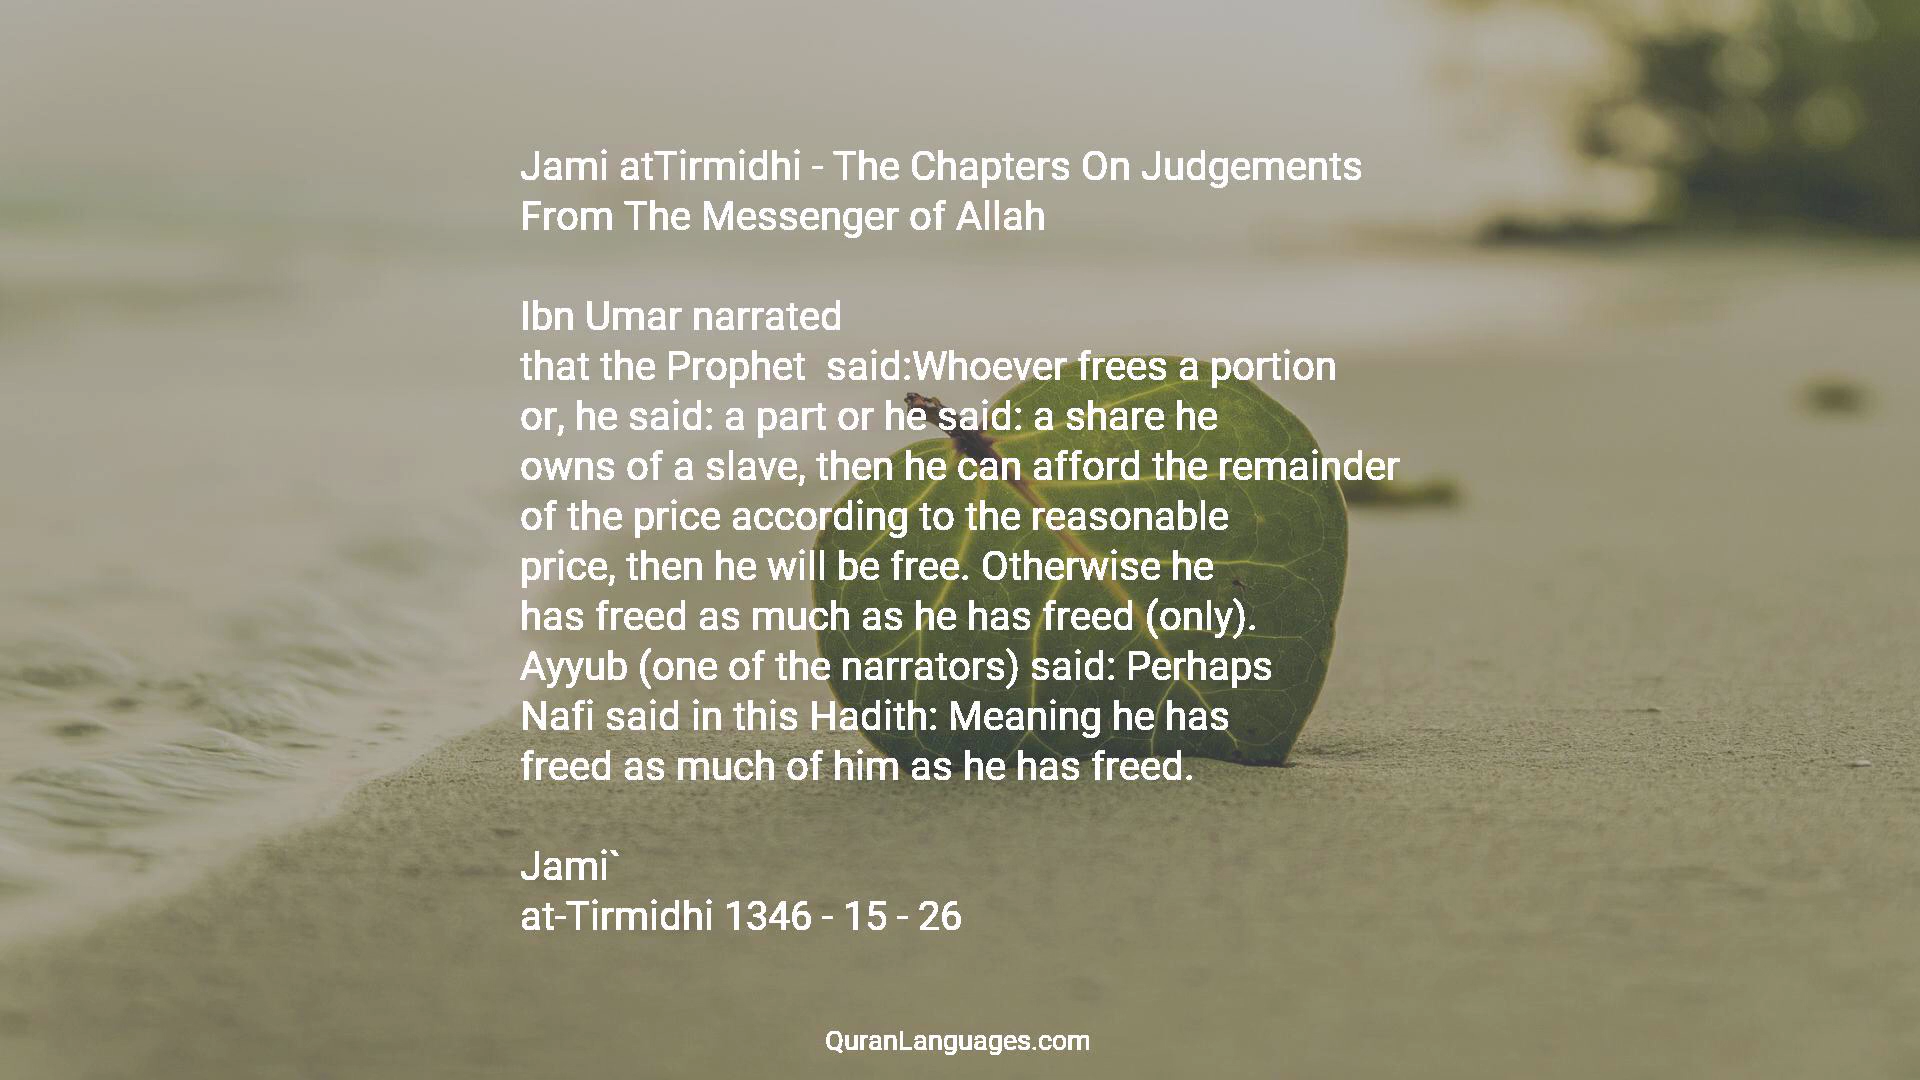 Jami atTirmidhi - The Chapters On Judgements
From The Messenger of Allah
Ibn Umar narrated
that the Prophet  said:Whoever frees a portion
or, he said: a part or he said: a share he
owns of a slave, then he can afford the remainder
of the price according to the reasonable
price, then he will be free. Otherwise he
has freed as much as he has freed (only).
Ayyub (one of the narrators) said: Perhaps
Nafi said in this Hadith: Meaning he has
freed as much of him as he has freed.
Jami`
at-Tirmidhi 1346 - 15 - 26
QuranLanguages.com